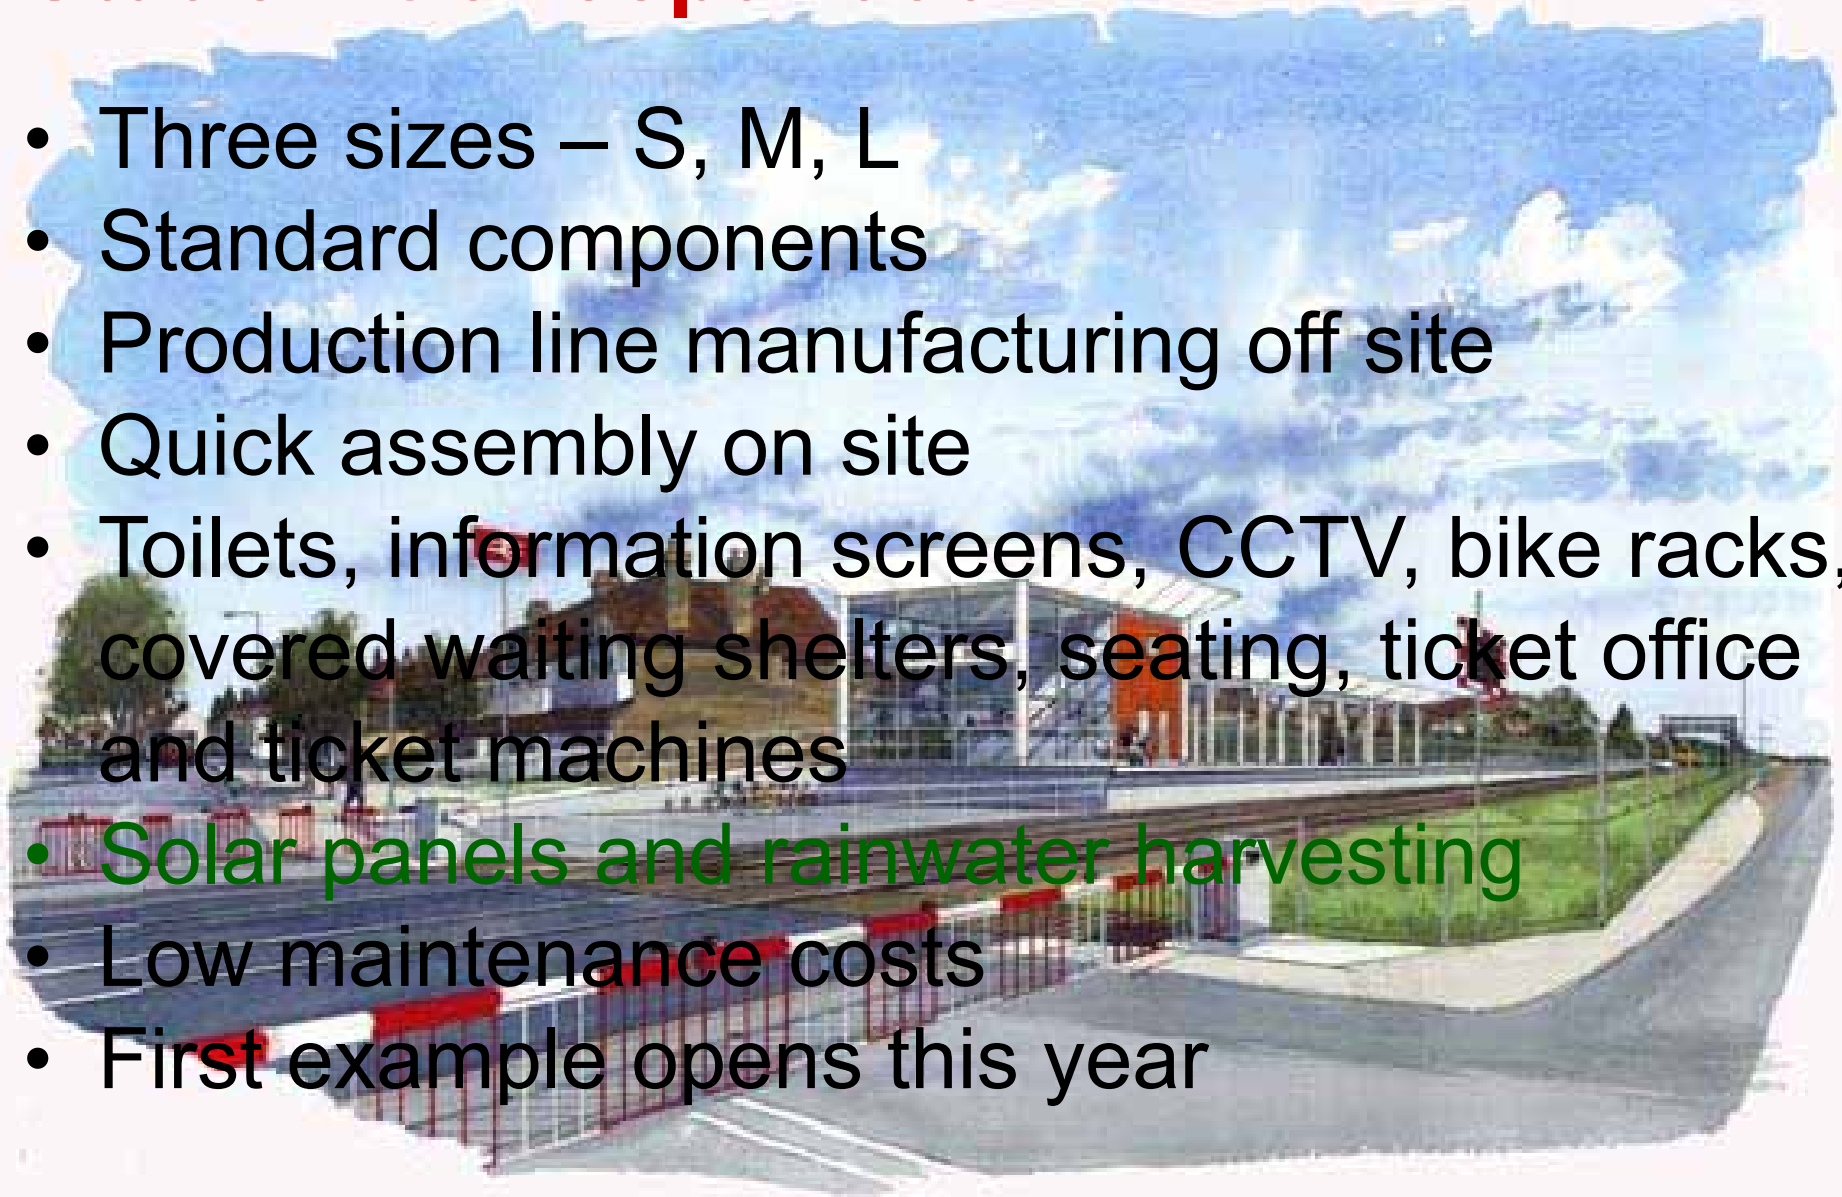 • Three sizes – S, M, L
• Standard components
• Production line manufacturing off site
• Quick assembly on site
• Toilets, information screens, CCTV, bike racks,
covered waiting shelters, seating, ticket office
and ticket machines
• Solar panels and rainwater harvesting
• Low maintenance costs
• First example opens this year